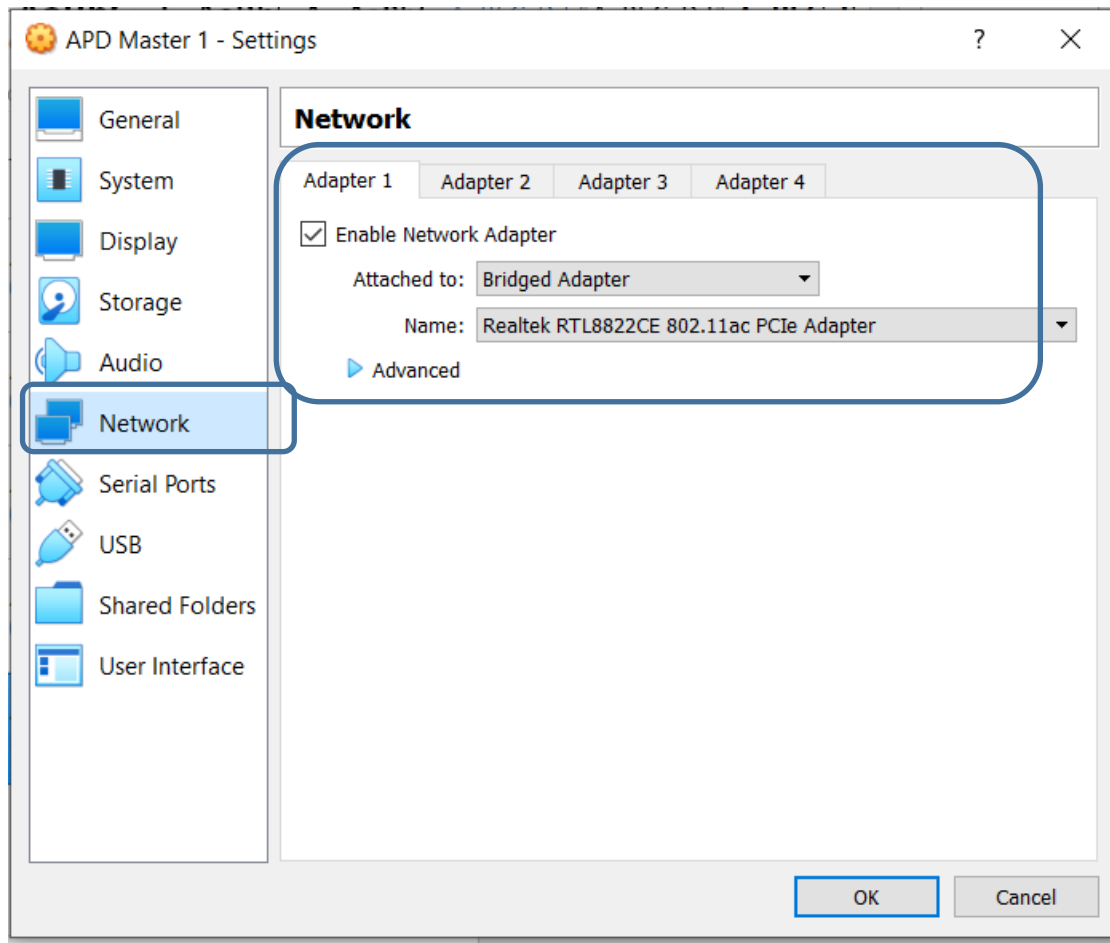 APD Master 1 - Settings
?
General
System
Display
Storage
Audio
Network
Serial Ports
USB
Shared Folders
User Interface
Network
Adapter 1 Adapter 2 Adapter 3 Adapter 4
Enable Network Adapter
Attached to: Bridged Adapter
Name: Realtek RTL8822CE 802.11ac PCIe Adapter
Advanced
OK Cancel